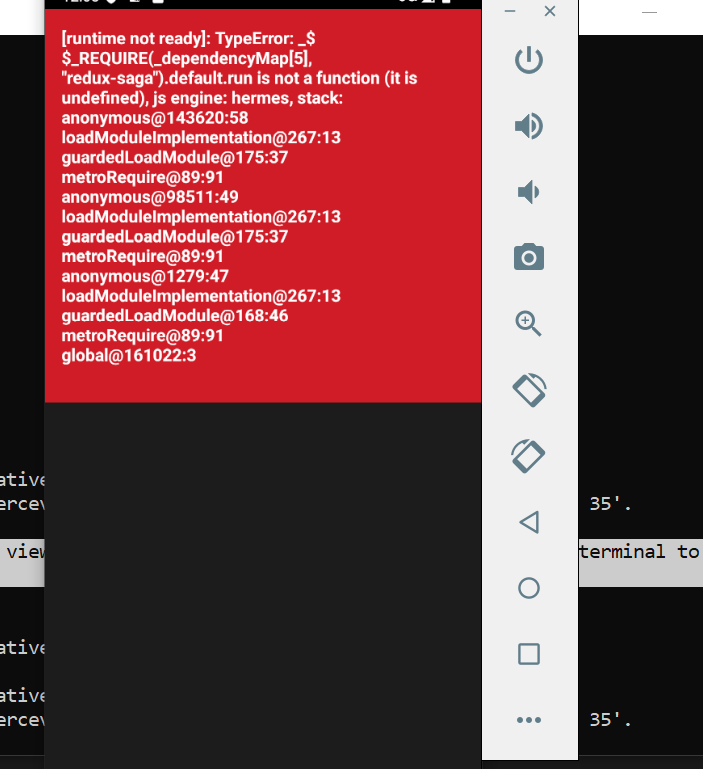 [runtime not ready]: TypeError: _$
$_REQUIRE(_dependencyMap[5],
"redux-saga").default.run is not a function (it is
undefined), js engine: hermes, stack:
anonymous@143620:58
loadModuleImplementation@267:13
guardedLoadModule@175:37
metroRequire@89:91
anonymous@98511:49
loadModuleImplementation@267:13
guardedLoadModule@175:37
metroRequire@89:91
anonymous@1279:47
loadModuleImplementation@267:13
guardedLoadModule@168:46
metroRequire@89:91
global@161022:3
ative
ercev 35'.
view terminal to
ative
ative
ercev 35'.